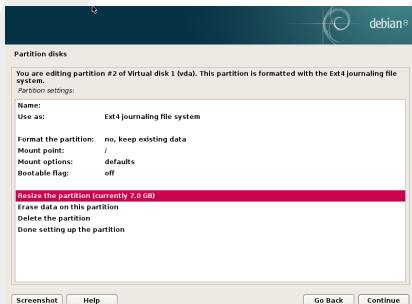 debian 8
Partition disks
You are editing partition #2 of Virtual disk 1 (vda). This partition is formatted with the Ext4 journaling file
system.
Partition settings:
Name:
Use as: Ext4 journaling file system
Format the partition: no, keep existing data
Mount point: /
Mount options: defaults
Bootable flag: off
Resize the partition (currently 7.0 GB)
Erase data on this partition
Delete the partition
Done setting up the partition
Screenshot Help Go Back Continue